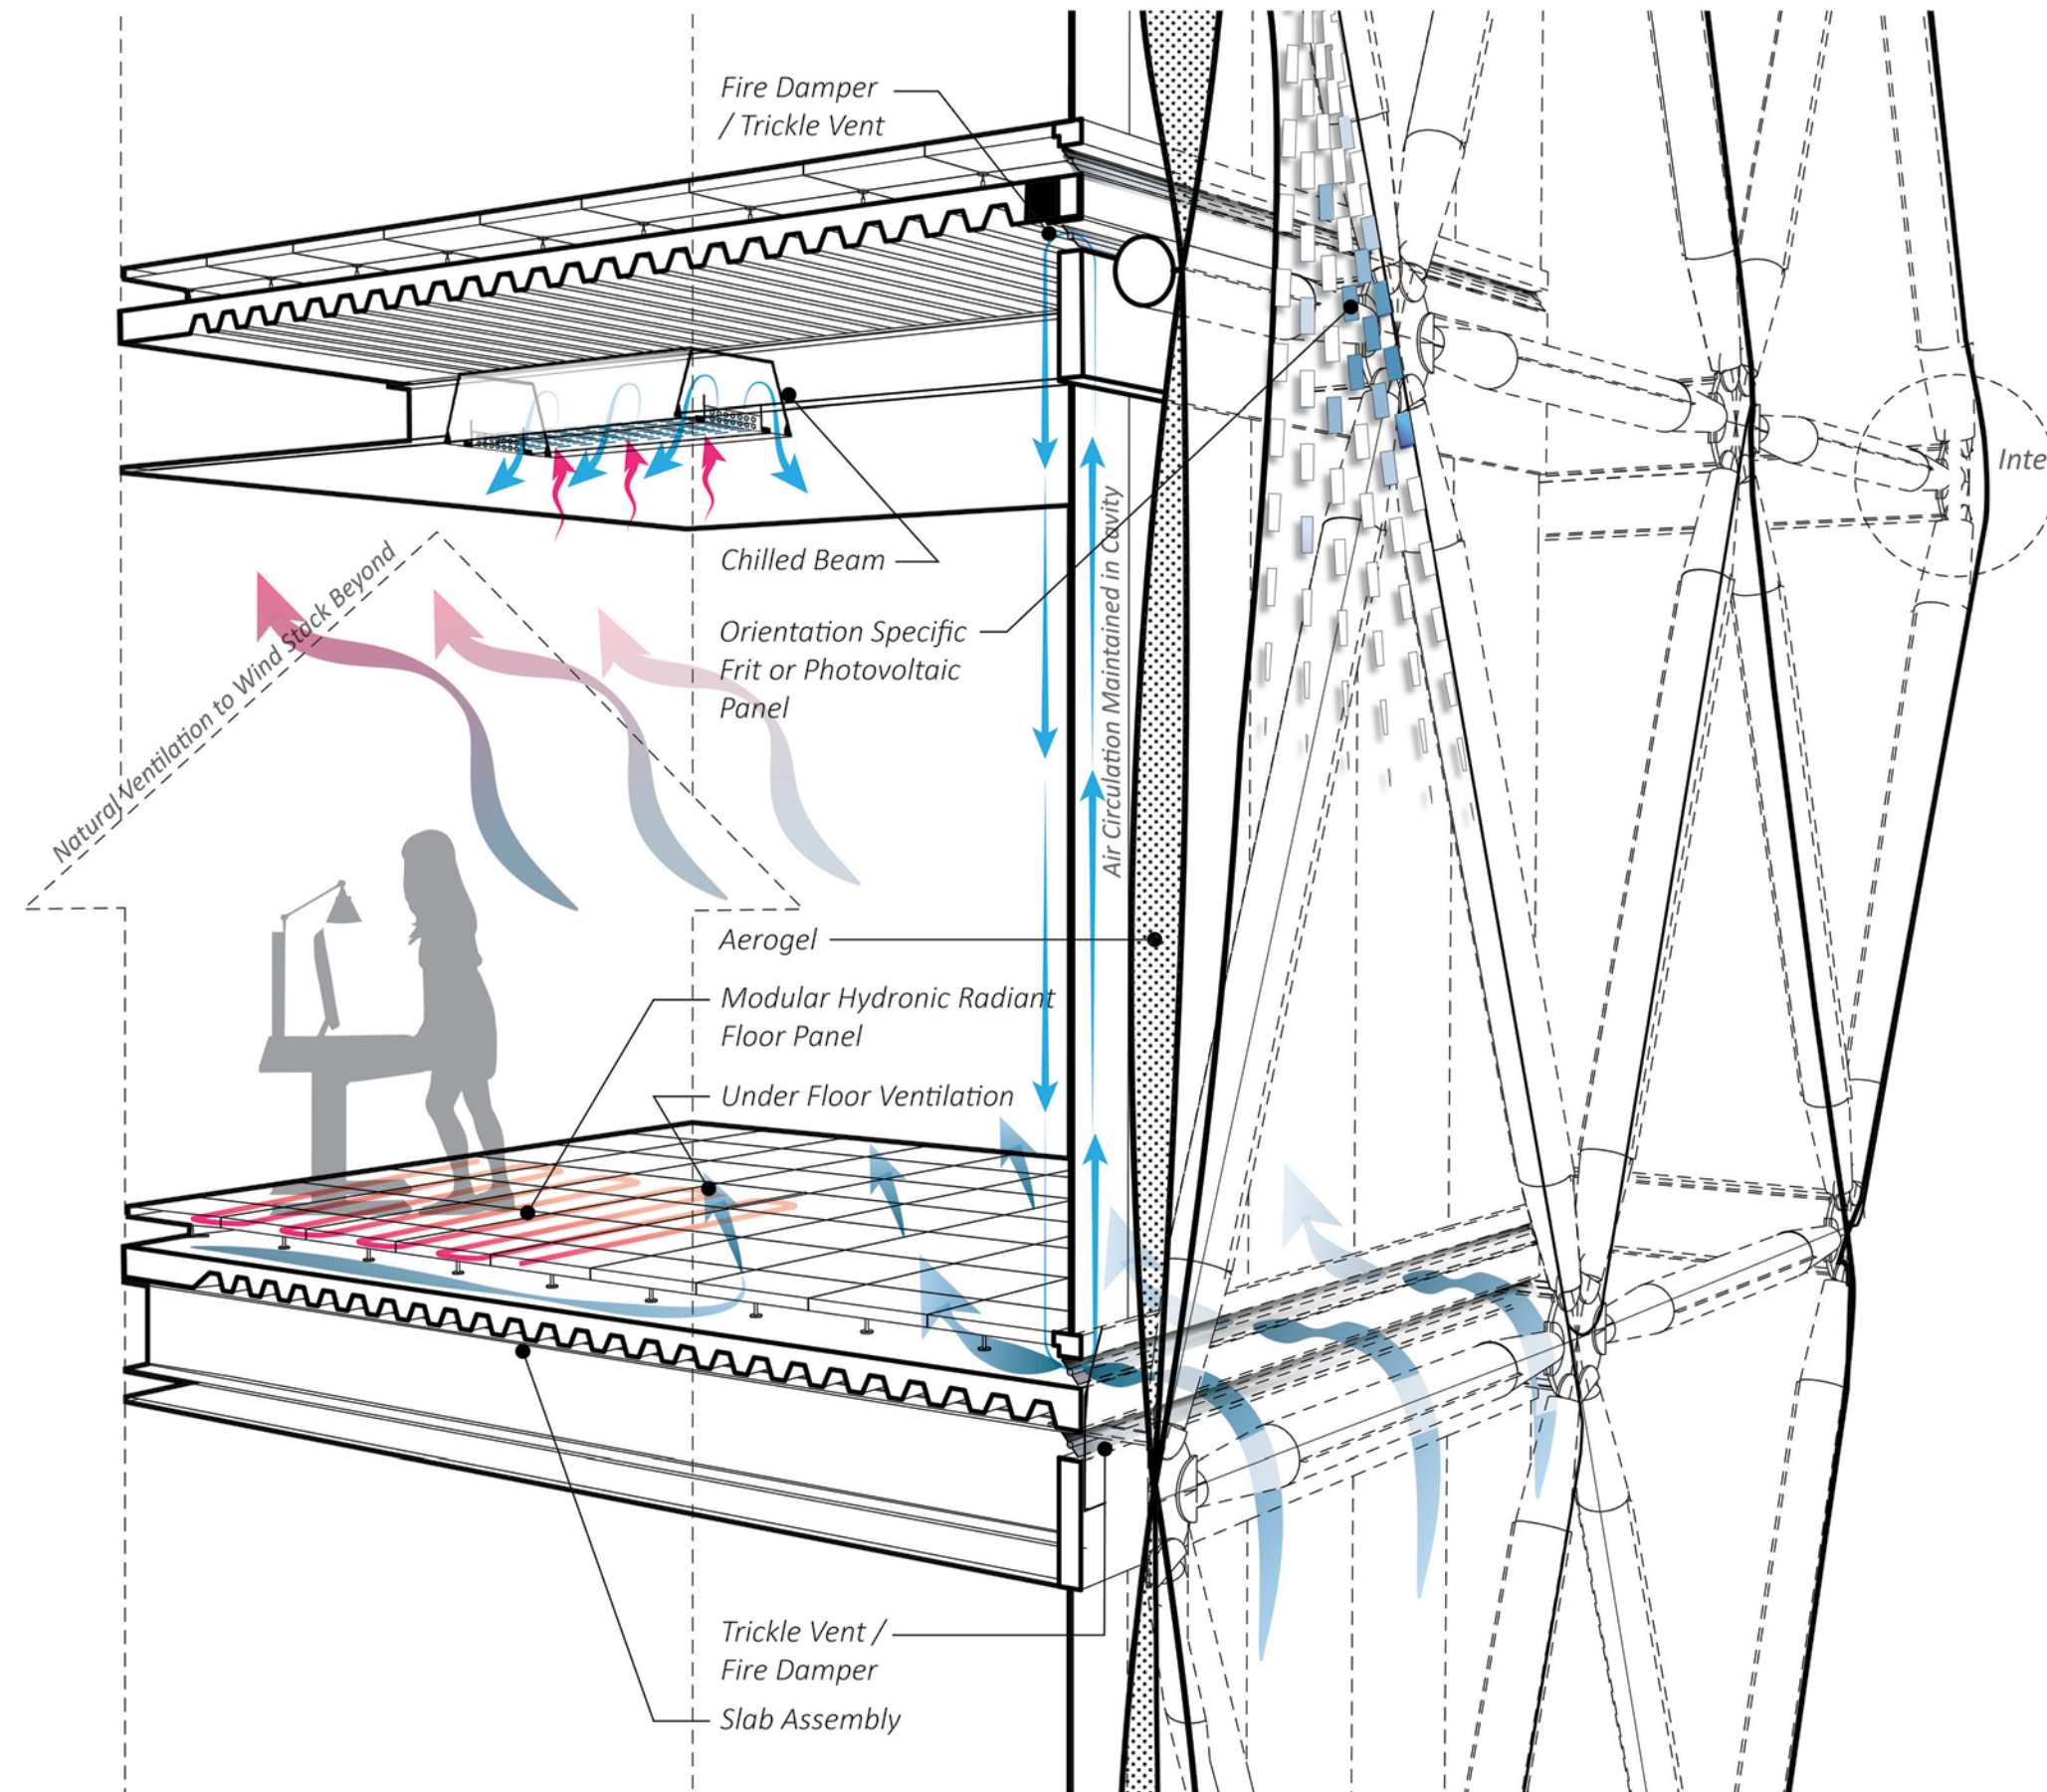 Fire Damper
/ Trickle Vent
Inte
Chilled Beam
Air Circulation Maintained in Cavity
Natural Ventilation to Wind Stack Beyond
Orientation Specific
Frit or Photovoltaic
Panel
Aerogel
Modular Hydronic Radiant
Floor Panel
Under Floor Ventilation
Trickle Vent /
Fire Damper
Slab Assembly